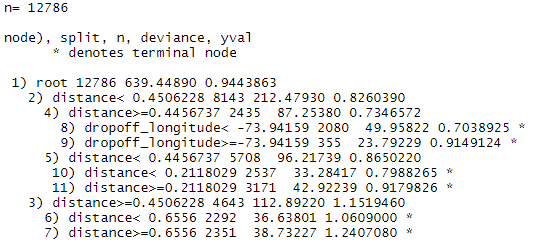 n= 12786
node), split, n, deviance, yval
* denotes terminal node
1) root 12786 639.44890 0.9443863
2) distance< 0.4506228 8143 212.47930 0.8260390
4) distance>=0.4456737 2435 87.25380 0.7346572
8) dropoff_longitude< -73.94159 2080 49.95822 0.7038925 *
9) dropoff_longitude>=-73.94159 355 23.79229 0.9149124 *
5) distance< 0.4456737 5708 96.21739 0.8650220
10) distance< 0.2118029 2537 33.28417 0.7988265 *
11) distance>=0.2118029 3171 42.92239 0.9179826 *
3) distance>=0.4506228 4643 112.89220 1.1519460
6) distance< 0.6556 2292 36.63801 1.0609000 *
7) distance>=0.6556 2351 38.73227 1.2407080 *